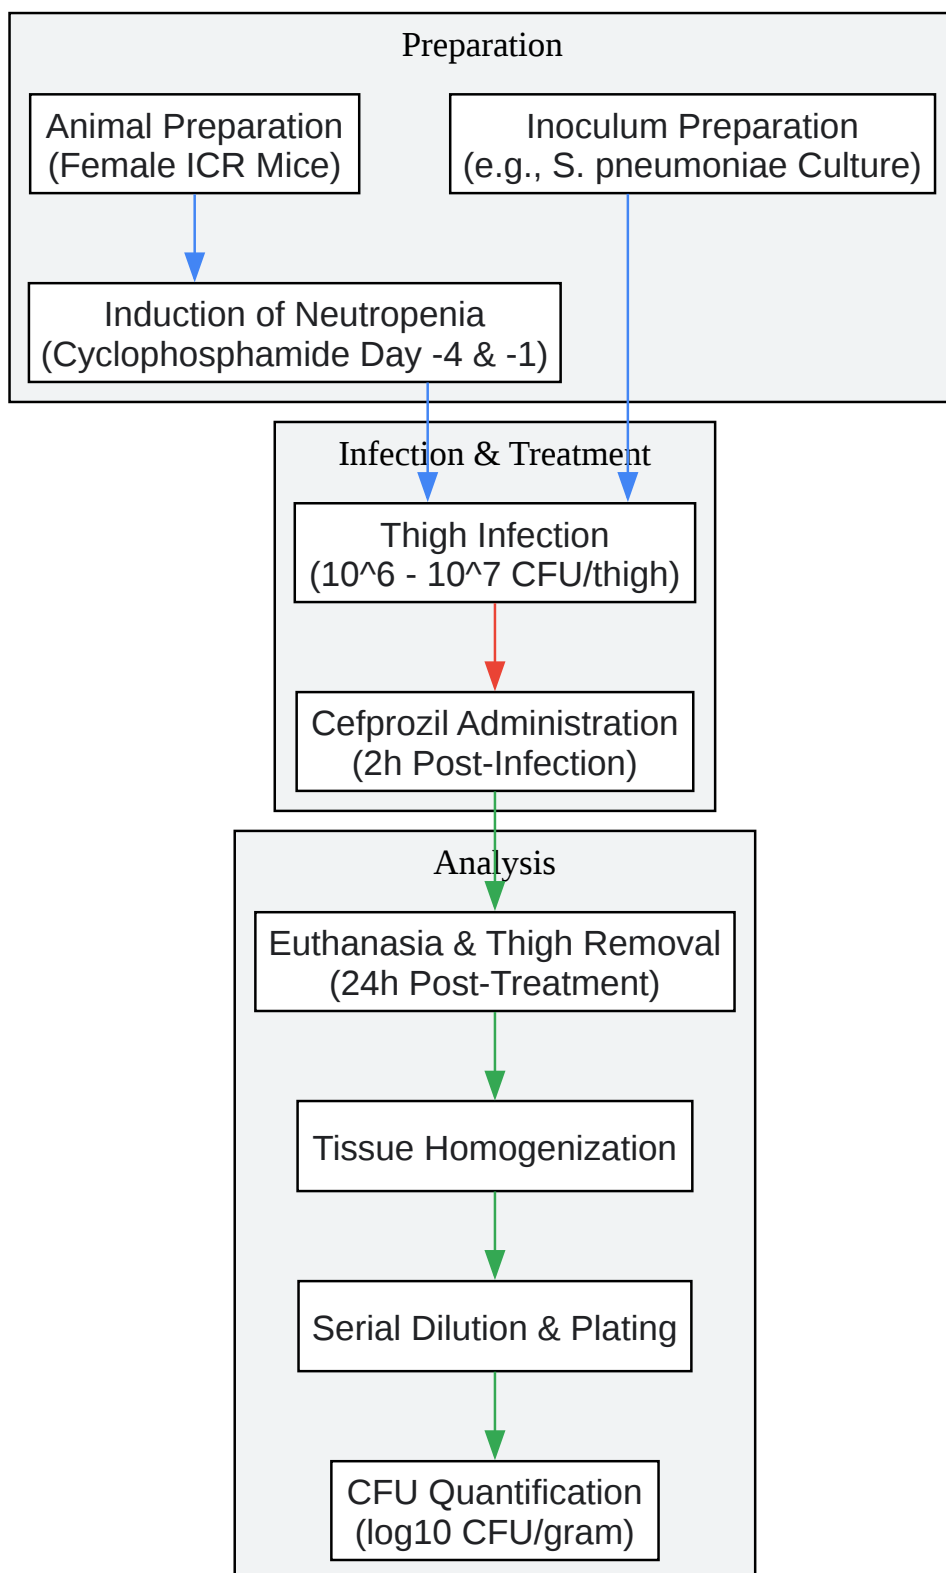 Preparation
Animal Preparation
(Female ICR Mice)
Inoculum Preparation
(e.g., S. pneumoniae Culture)
Induction of Neutropenia
(Cyclophosphamide Day -4 & -1)
Infection & Treatment
Thigh Infection
(10^6 - 10^7 CFU/thigh)
Cefprozil Administration
(2h Post-Infection)
Analysis
Euthanasia & Thigh Removal
(24h Post-Treatment)
Tissue Homogenization
Serial Dilution & Plating
CFU Quantification
(log10 CFU/gram)